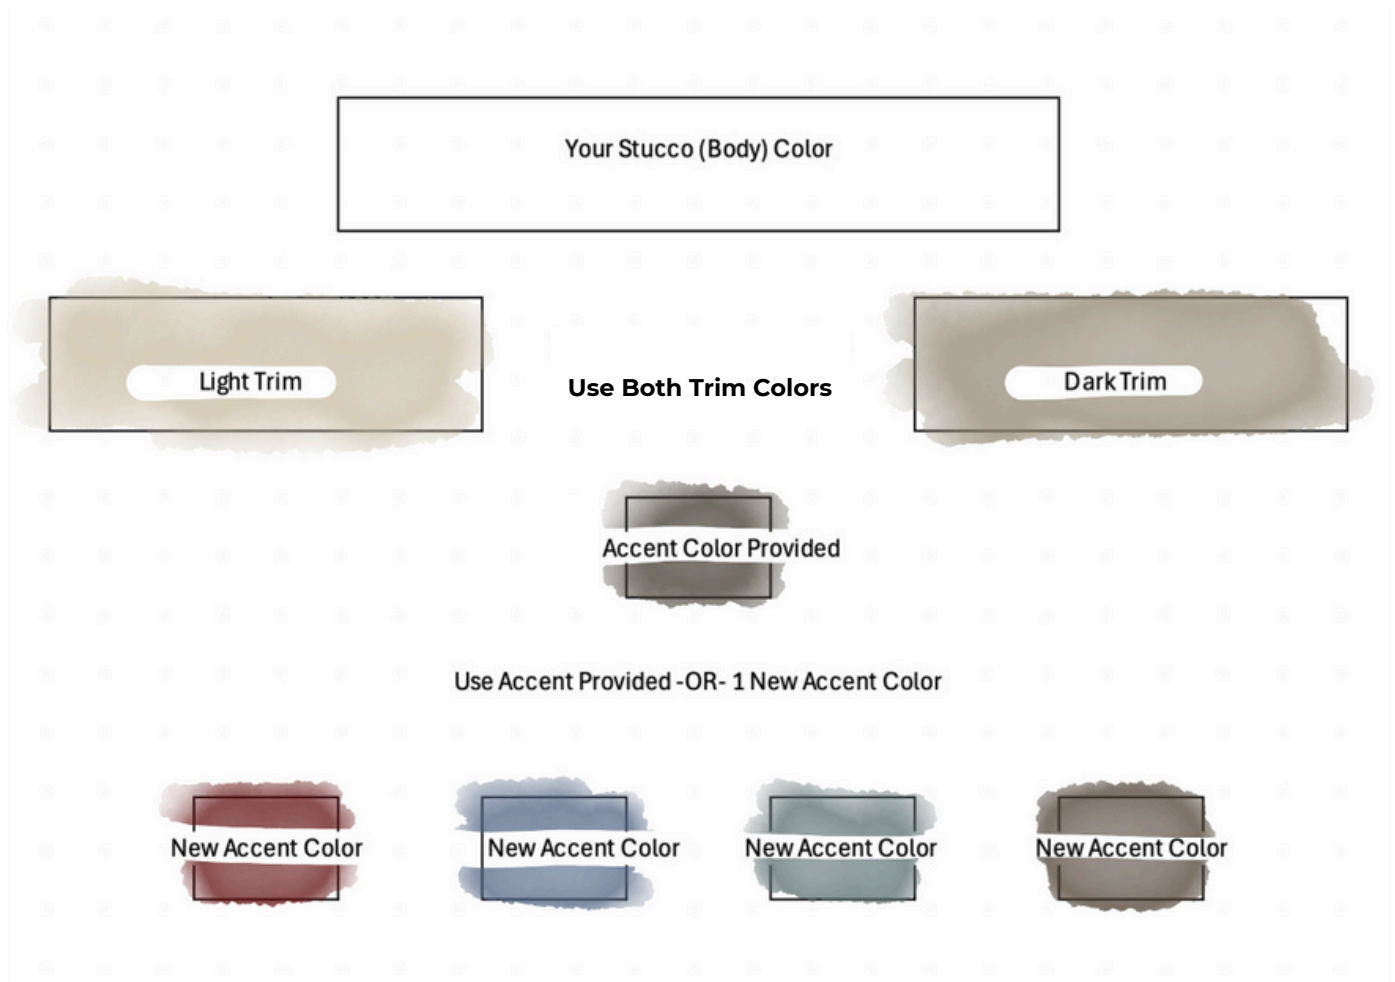 Your Stucco (Body) Color
Light Trim
Use Both Trim Colors
Dark Trim
Accent Color Provided
Use Accent Provided -OR- 1 New Accent Color
New Accent Color
New Accent Color
New Accent Color
New Accent Color